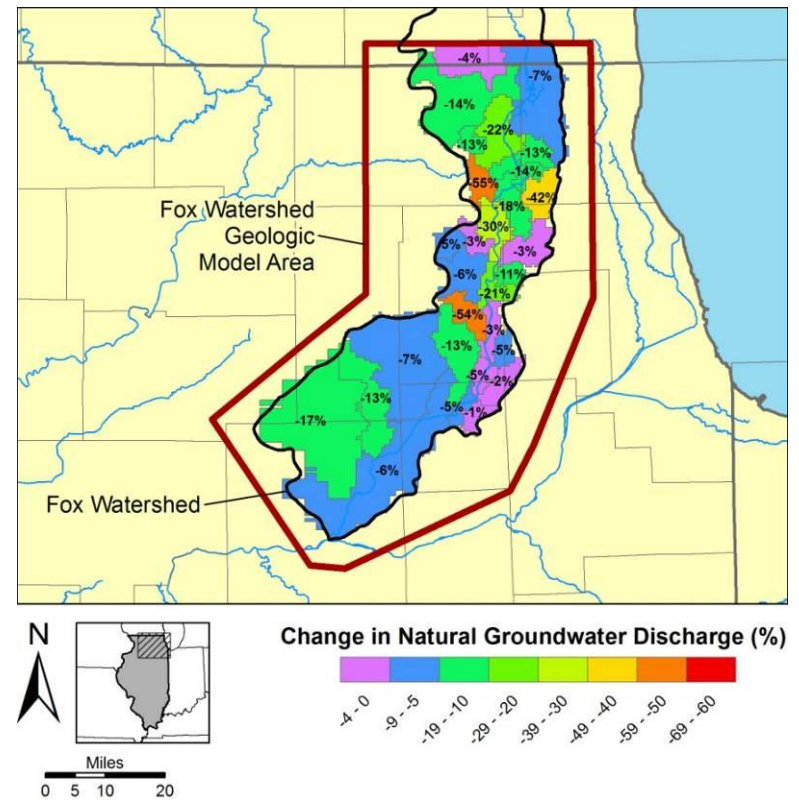 -4%
-7%
-14%
-22%
-13%
-13%
-14%
-55%
-42%
-18%
Fox Watershed
Geologic
Model Area
-30%
5%
-3%
-3%
-6%
-11%
-21%
-54%
-3%
-13%
-5%
-7%
-5%
-2%
-13%
-5%
-1%
-17%
-6%
Fox Watershed
N
Miles
0 5 10 20
Change in Natural Groundwater Discharge (%)
-4 - 0
-9 - -5
-19 - -10
-29 - -20
-39 - -30
-49 - -40
-59 - -50
-69 - -60